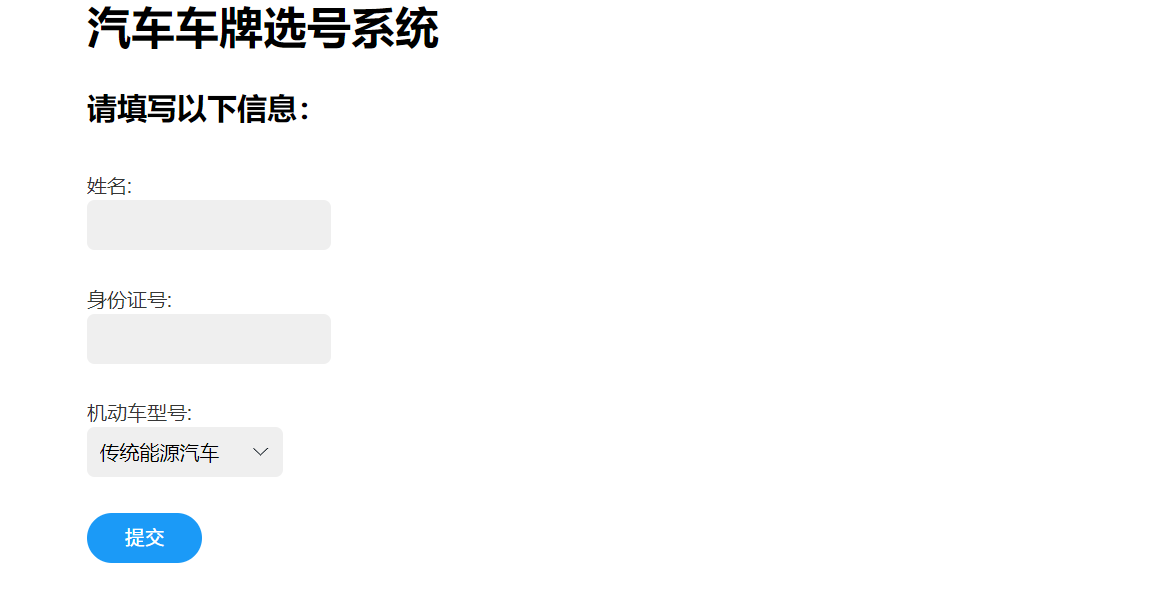 汽车车牌选号系统
请填写以下信息：
姓名:
身份证号:
机动车型号:
传统能源汽车
提交